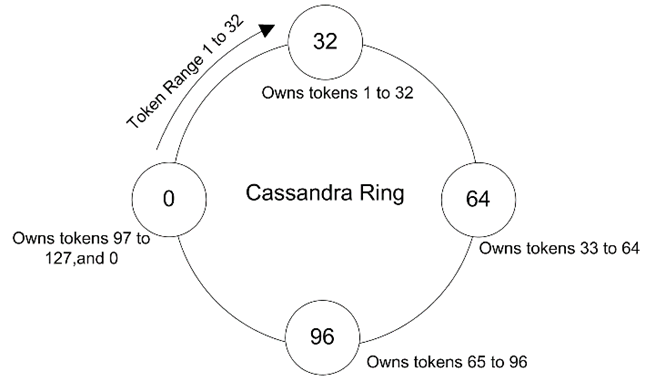 32
Owns tokens 1 to 32
Token Range 1 to 32
0
Cassandra Ring
64
Owns tokens 97 to
127,and 0
Owns tokens 33 to 64
96
Owns tokens 65 to 96